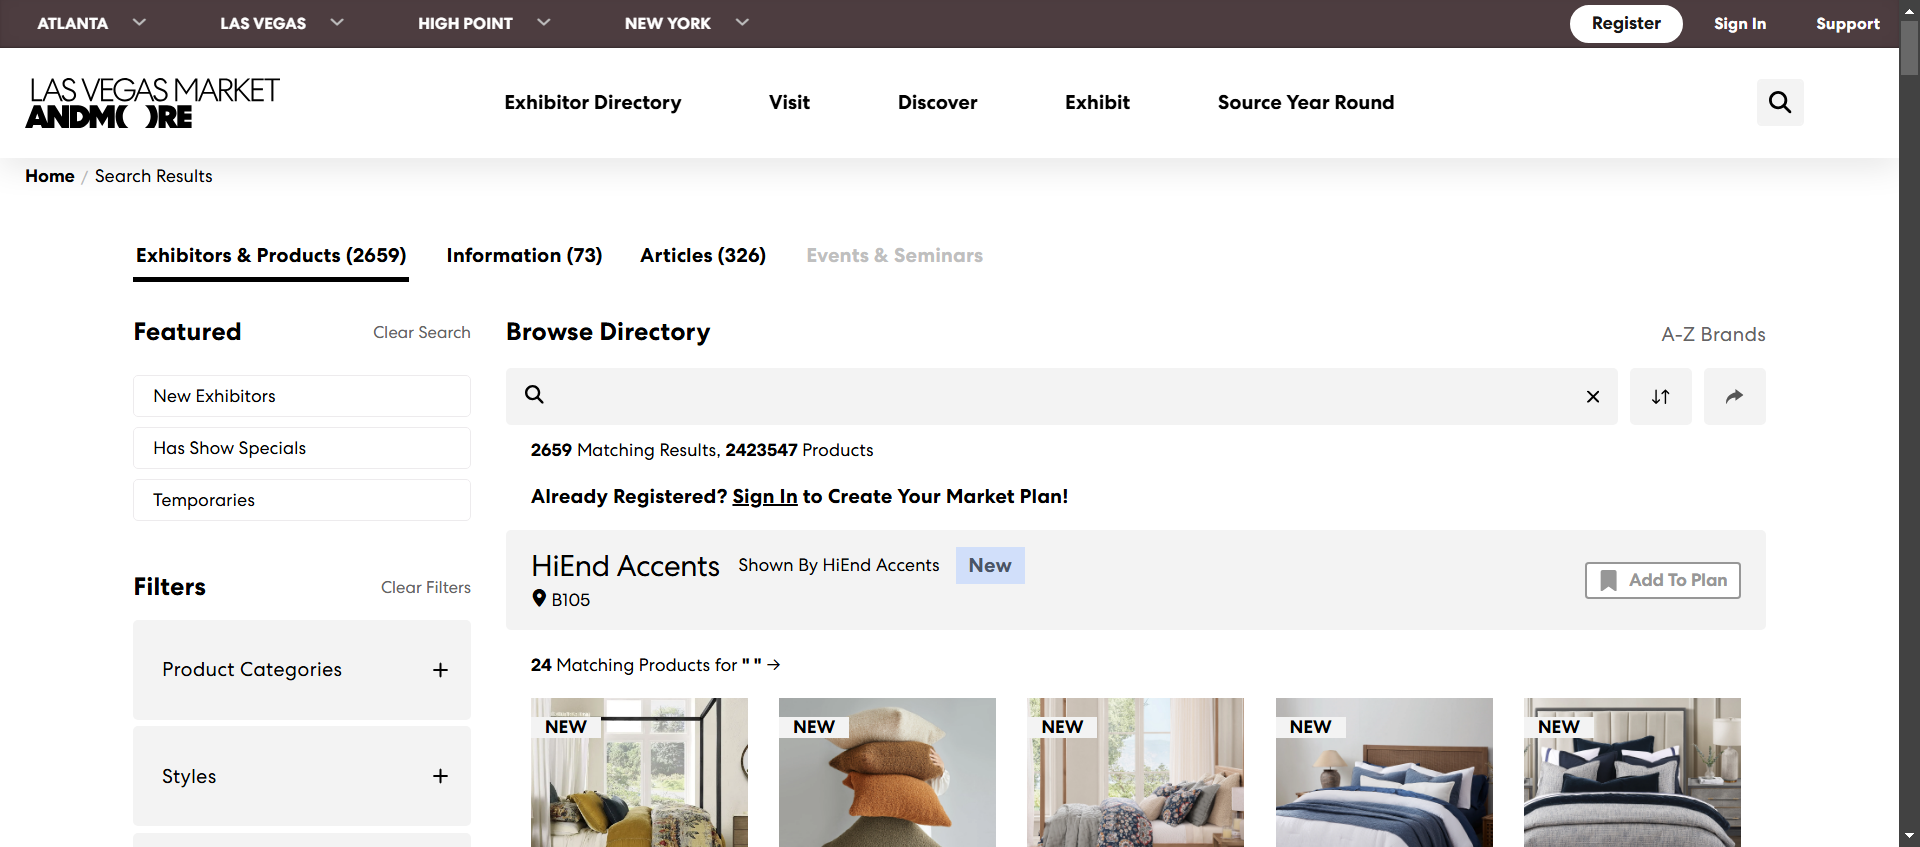 ATLANTA
LAS VEGAS
HIGH POINT
NEW YORK
Register
Sign In
Support
LAS VEGAS MARKET
ANDMORE
Exhibitor Directory
Visit
Discover
Exhibit
Source Year Round
Home / Search Results
Exhibitors & Products (2659)
Information (73)
Articles (326)
Events & Seminars
Featured
Clear Search
New Exhibitors
Has Show Specials
Temporaries
Filters
Clear Filters
Product Categories
Styles
Browse Directory
A-Z Brands
2659 Matching Results, 2423547 Products
Already Registered? Sign In to Create Your Market Plan!
HiEnd Accents Shown By HiEnd Accents New
B105
Add To Plan
24 Matching Products for " " →
NEW
NEW
NEW
NEW
NEW